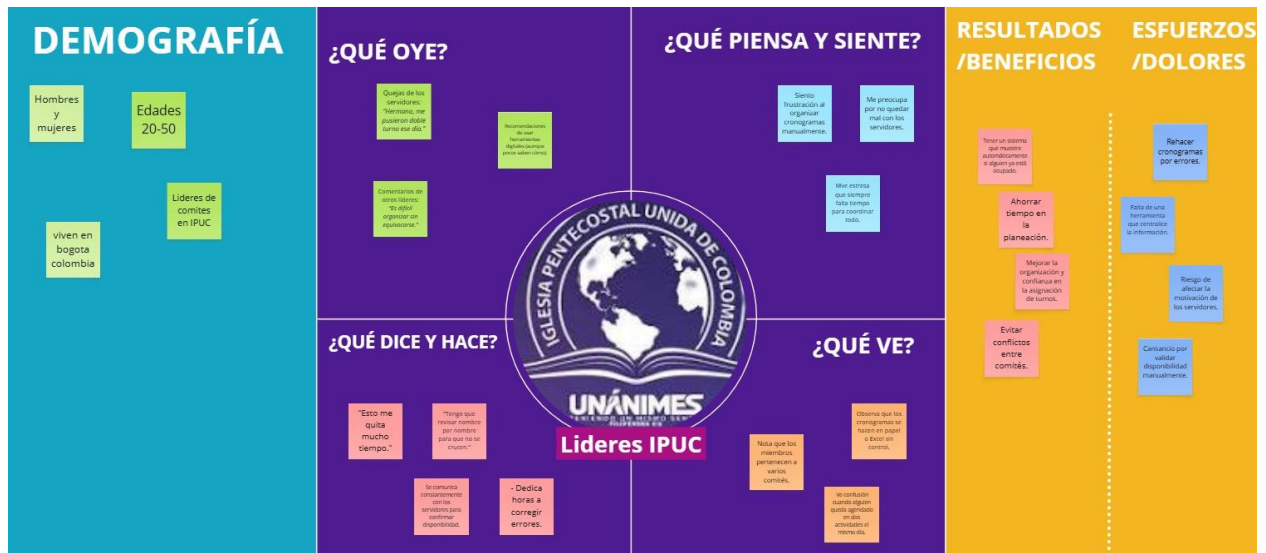 DEMOGRAFÍA
Hombres
y
mujeres
Edades
20-50
Lideres de
comites
en IPUC
viven en
bogota
colombia
¿QUÉ OYE?
Quejas de los
servidores:
"Hermana, me
pusieron doble
turno ese día."
Recomendaciones
de usar
herramientas
digitales (aunque
pocos saben cómo).
Comentarios de
otros líderes:
"Es difícil
organizar sin
equivocarse."
¿QUÉ PIENSA Y SIENTE?
Siento
frustración al
organizar
cronogramas
manualmente.
Me preocupa
por no quedar
mal con los
servidores.
Mve estresa
que siempre
falta tiempo
para coordinar
todo.
IGLESIA PENTECOSTAL UNIDA DE COLOMBIA
UNÁNIMES
Lideres IPUC
¿QUÉ DICE Y HACE?
"Esto me
quita
mucho
tiempo."
"Tengo que
revisar nombre
por nombre
para que no se
crucen."
Se comunica
constantemente
con los
servidores para
confirmar
disponibilidad.
- Dedica
horas a
corregir
errores.
¿QUÉ VE?
Observa que los
cronogramas se
hacen en papel
o Excel sin
control.
Nota que los
miembros
pertenecen a
varios
comités.
Ve confusión
cuando alguien
queda agendado
en dos
actividades el
mismo día.
RESULTADOS
/BENEFICIOS
Tener un sistema
que muestre
automáticamente
si alguien ya está
ocupado.
Ahorrar
tiempo en
la
planeación.
Mejorar la
organización y
confianza en
la asignación
de turnos.
Evitar
conflictos
entre
comités.
ESFUERZOS
/DOLORES
Rehacer
cronogramas
por errores.
Falta de una
herramienta
que centralice
la información.
Riesgo de
afectar la
motivación de
los servidores.
Cansancio por
validar
disponibilidad
manualmente.